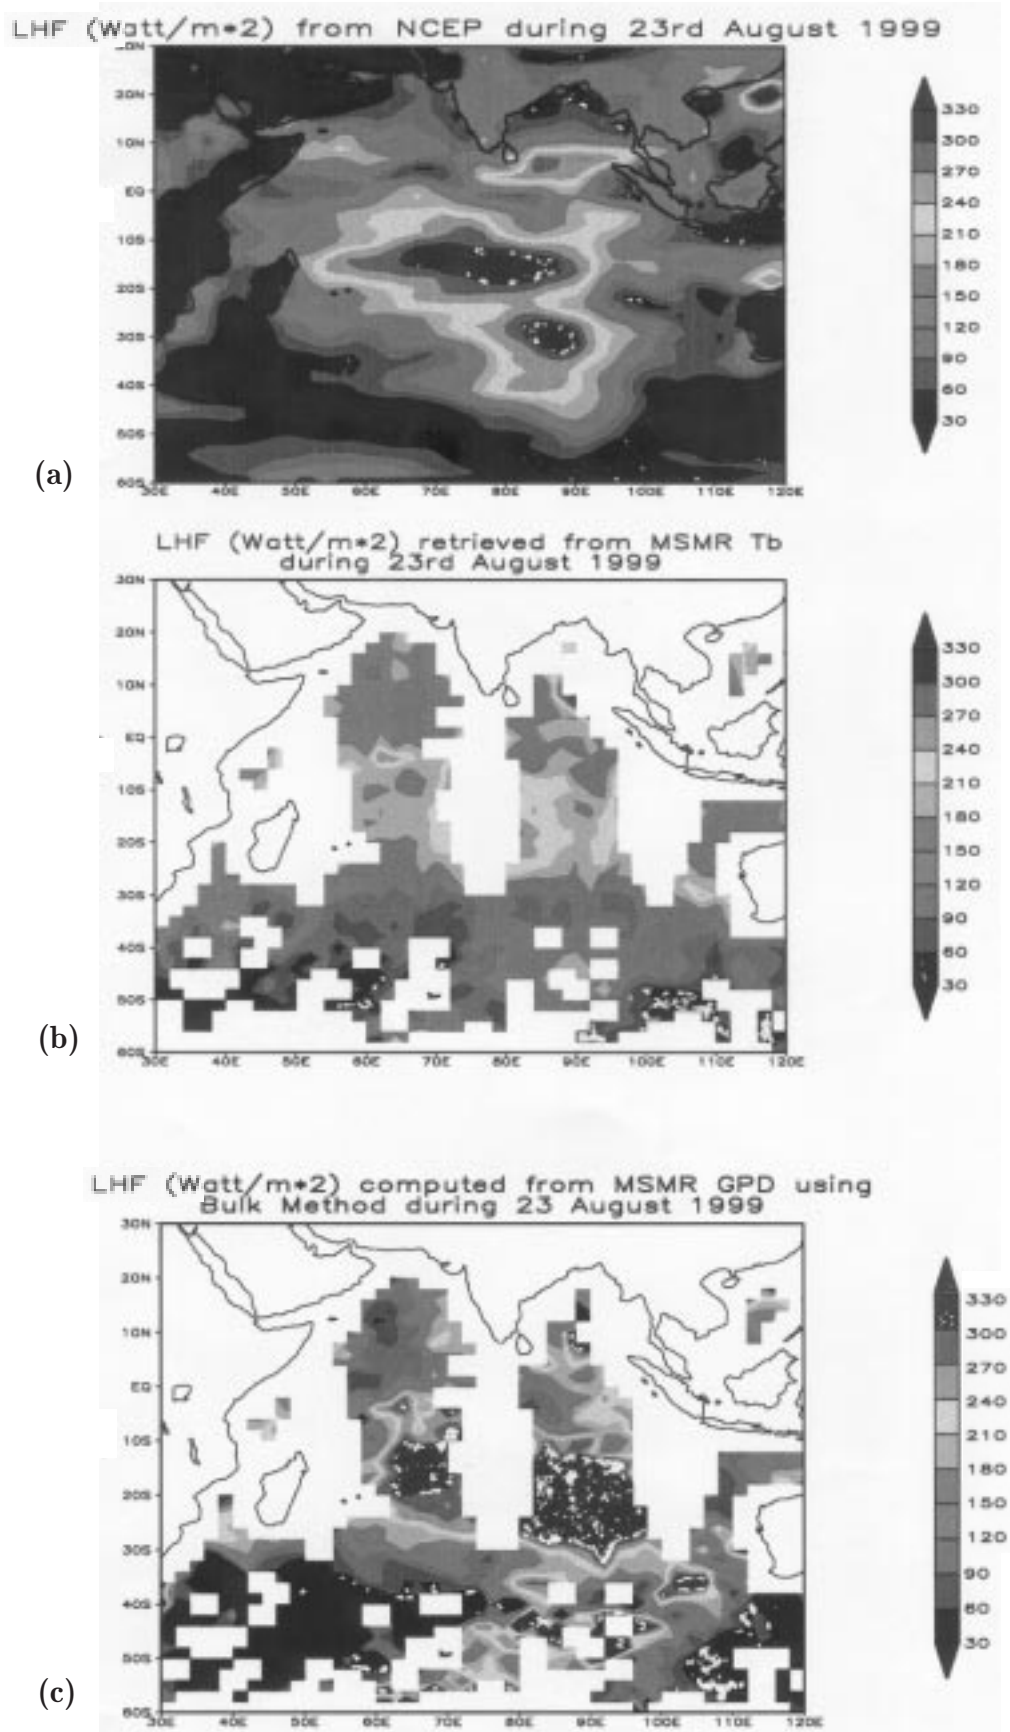 LHF (Watt/m*2) from NCEP during 23rd August 1999
30N
20N
10N
EQ
10S
20S
30S
40S
50S
60S
30E 40E 50E 60E 70E 80E 90E 100E 110E 120E
330
300
270
240
210
180
150
120
90
60
30
(a)
LHF (Watt/m*2) retrieved from MSMR Tb
during 23rd August 1999
30N
20N
10N
EQ
10S
20S
30S
40S
50S
60S
30E 40E 50E 60E 70E 80E 90E 100E 110E 120E
330
300
270
240
210
180
150
120
90
60
30
(b)
LHF (Watt/m*2) computed from MSMR GPD using
Bulk Method during 23 August 1999
30N
20N
10N
EQ
10S
20S
30S
40S
50S
60S
30E 40E 50E 60E 70E 80E 90E 100E 110E 120E
330
300
270
240
210
180
150
120
90
60
30
(c)